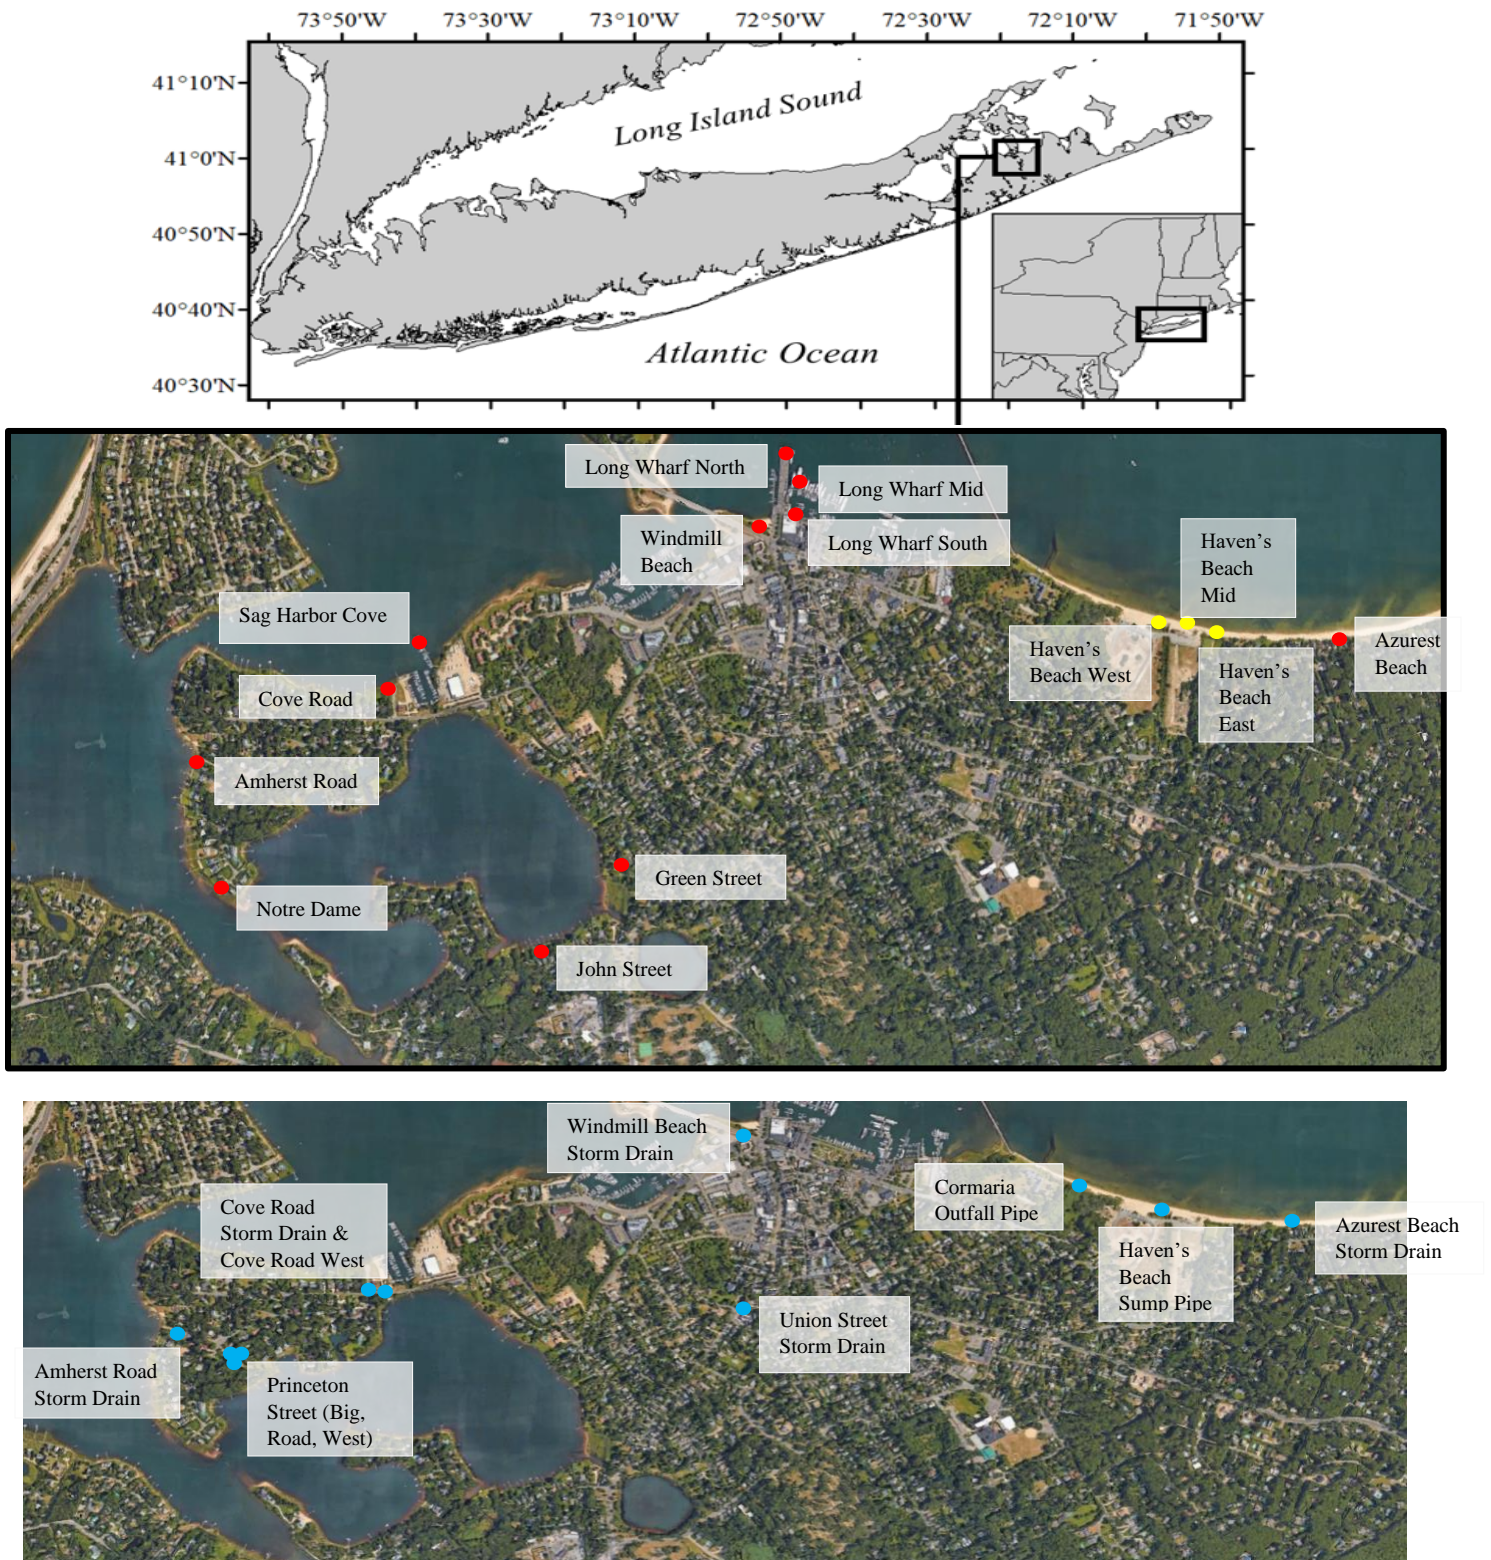 73°50'W 73°30'W 73°10'W 72°50'W 72°30'W 72°10'W 71°50'W
41°10'N
41°0'N
40°50'N
40°40'N
40°30'N
Long Island Sound
Atlantic Ocean
Long Wharf North
Long Wharf Mid
Windmill
Beach
Long Wharf South
Haven's
Beach
Mid
Sag Harbor Cove
Haven's
Beach West
Haven's
Beach
East
Azurest
Beach
Cove Road
Amherst Road
Green Street
Notre Dame
John Street
Windmill Beach
Storm Drain
Cove Road
Storm Drain &
Cove Road West
Cormaria
Outfall Pipe
Haven's
Beach
Sump Pipe
Azurest Beach
Storm Drain
Union Street
Storm Drain
Amherst Road
Storm Drain
Princeton
Street (Big,
Road, West)